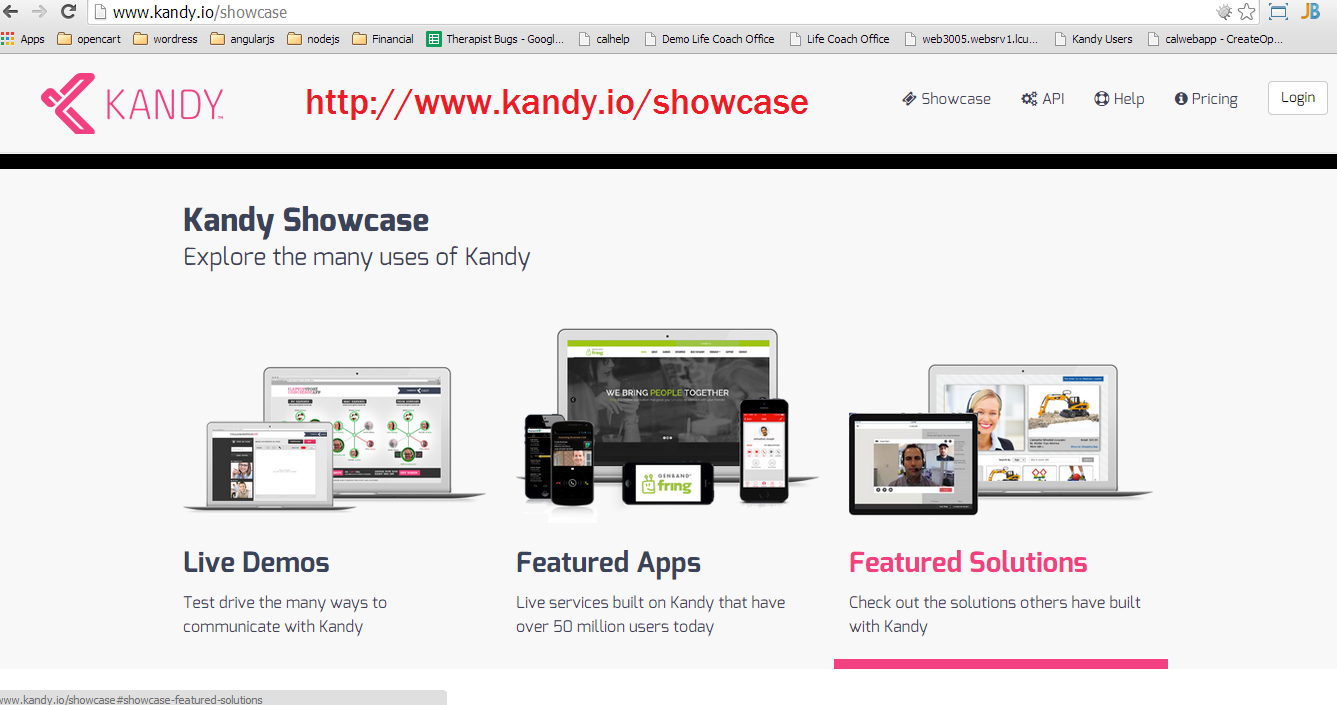 www.kandy.io/showcase
Apps opencart wordress angularjs nodejs Financial Therapist Bugs - Googl... calhelp Demo Life Coach Office Life Coach Office web3005.websrv1.lcu... Kandy Users calwebapp - CreateOp...
KANDY™ http://www.kandy.io/showcase Showcase API Help Pricing Login
Kandy Showcase
Explore the many uses of Kandy
fring
WE BRING PEOPLE TOGETHER
GENBAND
fring
Live Demos Featured Apps Featured Solutions
Test drive the many ways to Live services built on Kandy that have Check out the solutions others have built
communicate with Kandy over 50 million users today with Kandy
www.kandy.io/showcase#showcase-featured-solutions